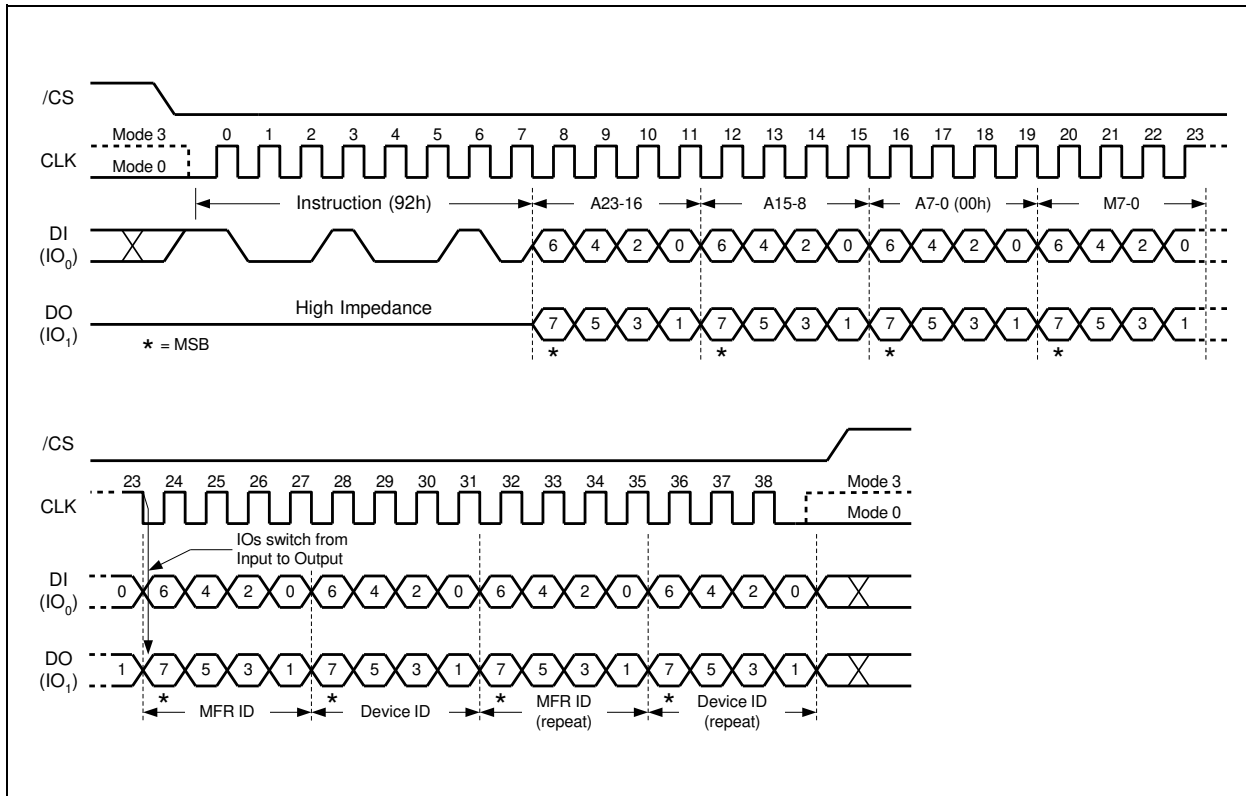 /CS
Mode 3 0 1 2 3 4 5 6 7 8 9 10 11 12 13 14 15 16 17 18 19 20 21 22 23
CLK Mode 0
Instruction (92h) A23-16 A15-8 A7-0 (00h) M7-0
DI
(IO0) 6 4 2 0 6 4 2 0 6 4 2 0 6 4 2 0
High Impedance
DO
(IO1) 7 5 3 1 7 5 3 1 7 5 3 1 7 5 3 1
* = MSB * * * *
/CS
23 24 25 26 27 28 29 30 31 32 33 34 35 36 37 38 Mode 3
CLK Mode 0
IOs switch from
Input to Output
DI
(IO0) 0 6 4 2 0 6 4 2 0 6 4 2 0 6 4 2 0
DO
(IO1) 1 7 5 3 1 7 5 3 1 7 5 3 1 7 5 3 1
* * * *
MFR ID Device ID MFR ID
(repeat) Device ID
(repeat)